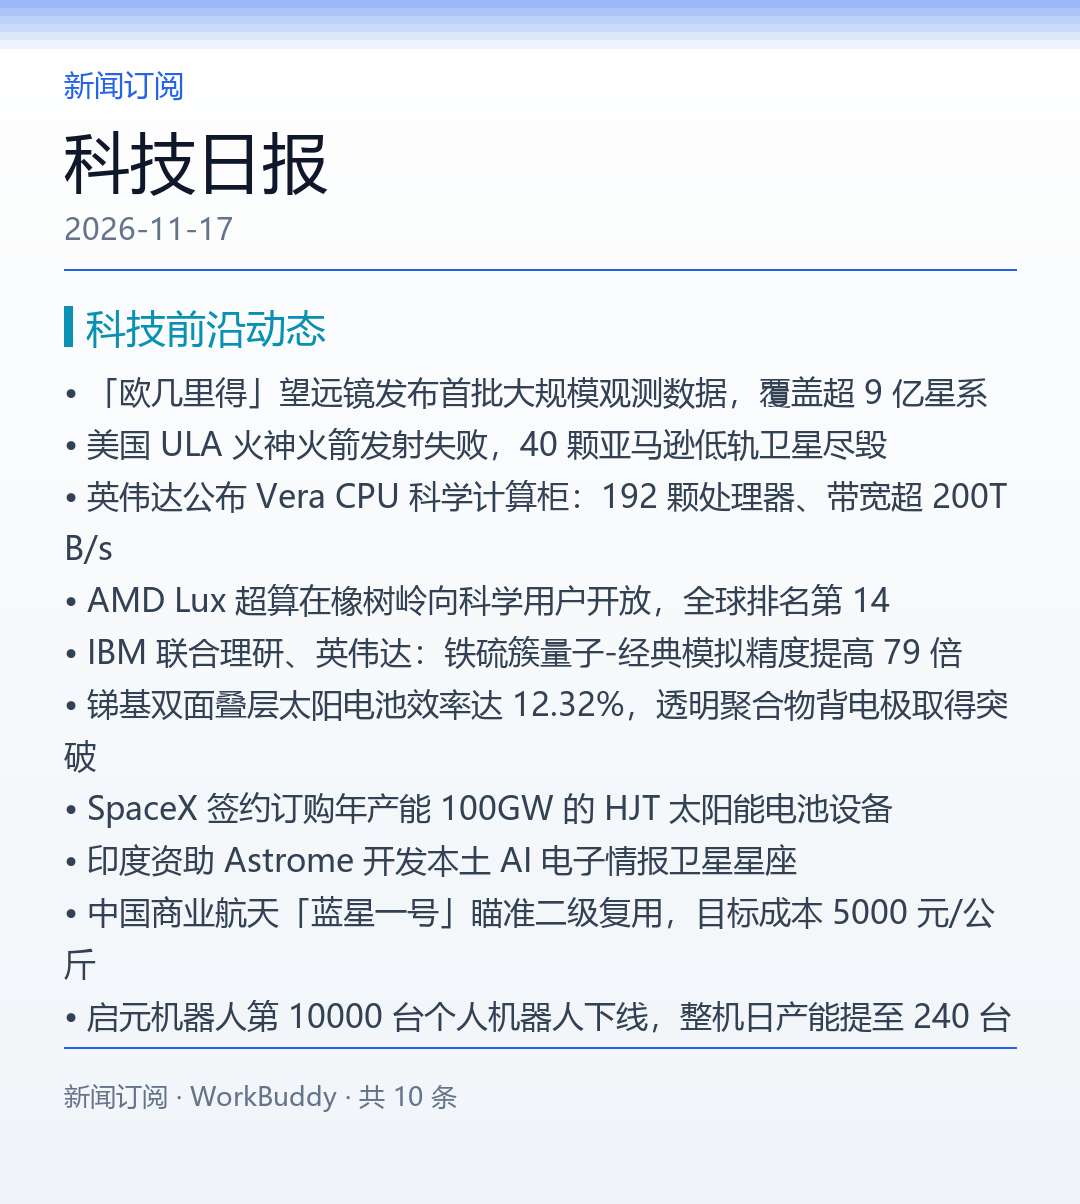 新闻订阅
科技日报
2026-11-17
科技前沿动态
• 「欧几里得」望远镜发布首批大规模观测数据，覆盖超 9 亿星系
• 美国 ULA 火神火箭发射失败，40 颗亚马逊低轨卫星尽毁
• 英伟达公布 Vera CPU 科学计算柜：192 颗处理器、带宽超 200T
B/s
• AMD Lux 超算在橡树岭向科学用户开放，全球排名第 14
• IBM 联合理研、英伟达：铁硫簇量子-经典模拟精度提高 79 倍
• 锑基双面叠层太阳电池效率达 12.32%，透明聚合物背电极取得突
破
• SpaceX 签约订购年产能 100GW 的 HJT 太阳能电池设备
• 印度资助 Astrome 开发本土 AI 电子情报卫星星座
• 中国商业航天「蓝星一号」瞄准二级复用，目标成本 5000 元/公
斤
• 启元机器人第 10000 台个人机器人下线，整机日产能提至 240 台
新闻订阅 · WorkBuddy · 共 10 条